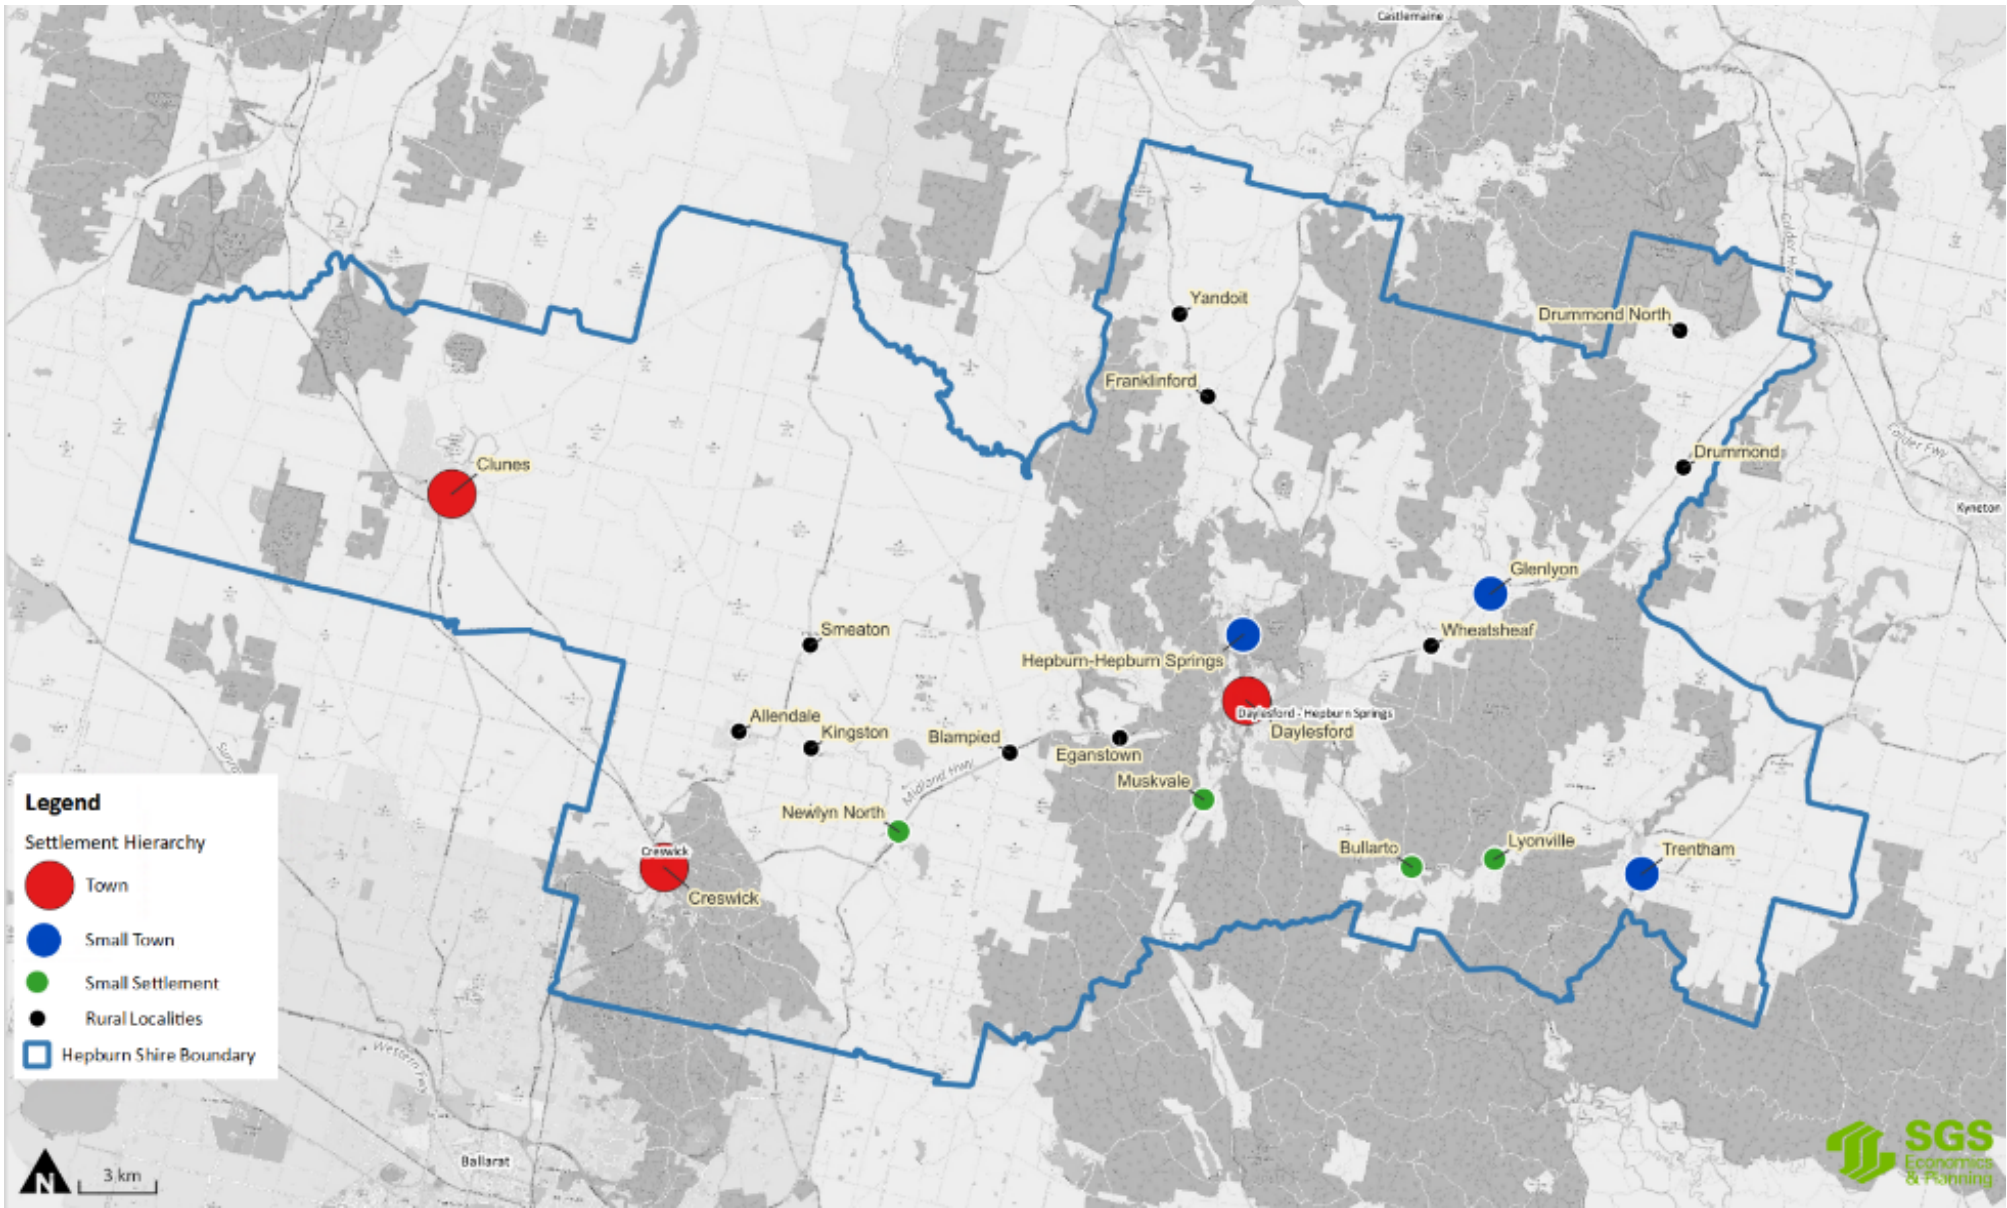 Castlemaine
Calder Hwy
Yandoit
Drummond North
Franklinford
Calder Fwy
Drummond
Clunes
Kyneton
Glenlyon
Smeaton
Wheatsheaf
Hepburn-Hepburn Springs
Daylesford - Hepburn Springs
Daylesford
Allendale
Kingston
Blampied
Eganstown
Midland Hwy
Muskvale
Newlyn North
Bullarto
Lyonville
Trentham
Creswick
Creswick
Legend
Settlement Hierarchy
Town
Small Town
Small Settlement
Rural Localities
Hepburn Shire Boundary
Western Fwy
Ballarat
N
3 km
SGS
Economics
& Planning